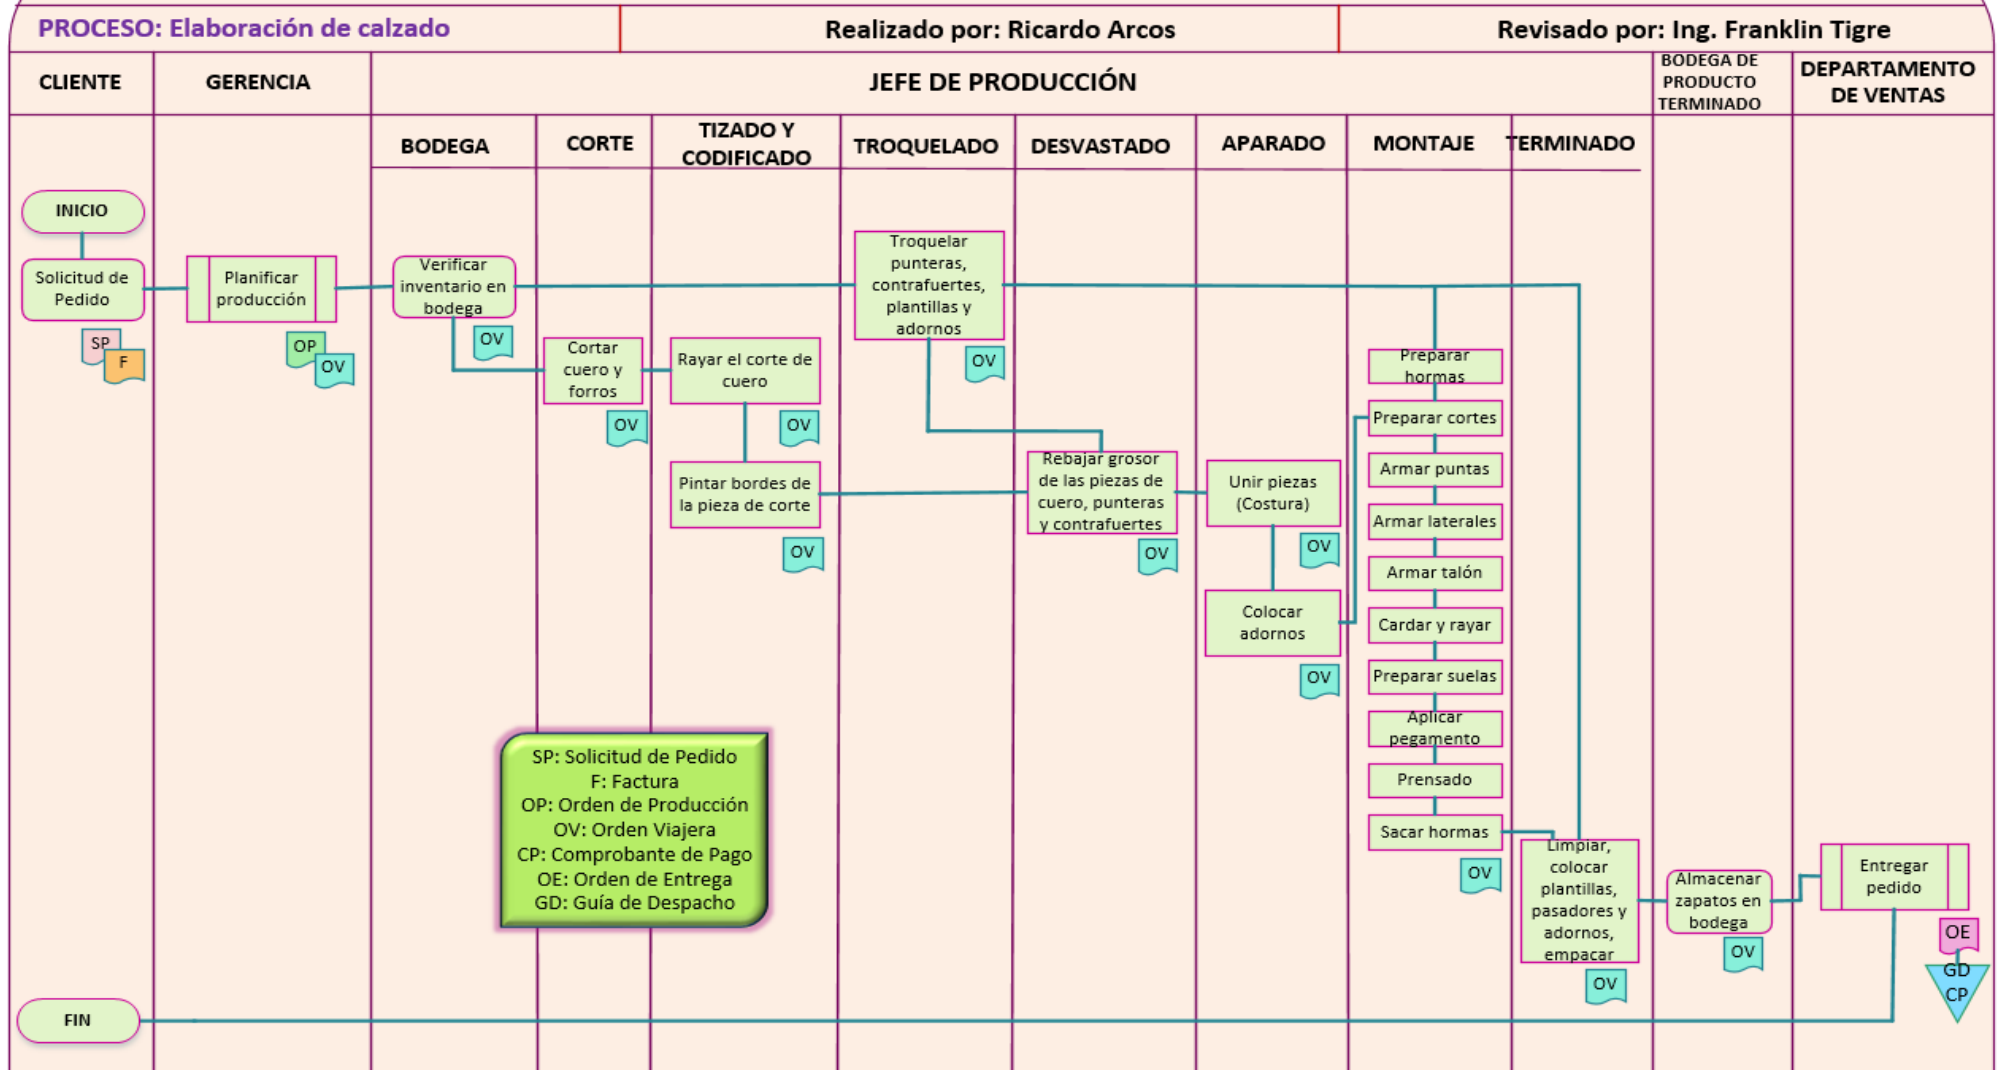 PROCESO: Elaboración de calzado
Realizado por: Ricardo Arcos
Revisado por: Ing. Franklin Tigre
CLIENTE
GERENCIA
JEFE DE PRODUCCIÓN
BODEGA DE
PRODUCTO
TERMINADO
DEPARTAMENTO
DE VENTAS
BODEGA
CORTE
TIZADO Y
CODIFICADO
TROQUELADO
DESVASTADO
APARADO
MONTAJE
TERMINADO
INICIO
Solicitud de
Pedido
SP
F
Planificar
producción
OP
OV
Verificar
inventario en
bodega
OV
Cortar
cuero y
forros
OV
Rayar el corte de
cuero
OV
Pintar bordes de
la pieza de corte
OV
Troquelar
punteras,
contrafuertes,
plantillas y
adornos
OV
Rebajar grosor
de las piezas de
cuero, punteras
y contrafuertes
OV
Unir piezas
(Costura)
OV
Colocar
adornos
OV
Preparar
hormas
Preparar cortes
Armar puntas
Armar laterales
Armar talón
Cardar y rayar
Preparar suelas
Aplicar
pegamento
Prensado
Sacar hormas
OV
Limpiar,
colocar
plantillas,
pasadores y
adornos,
empacar
OV
Almacenar
zapatos en
bodega
OV
Entregar
pedido
OE
GD
CP
SP: Solicitud de Pedido
F: Factura
OP: Orden de Producción
OV: Orden Viajera
CP: Comprobante de Pago
OE: Orden de Entrega
GD: Guía de Despacho
FIN